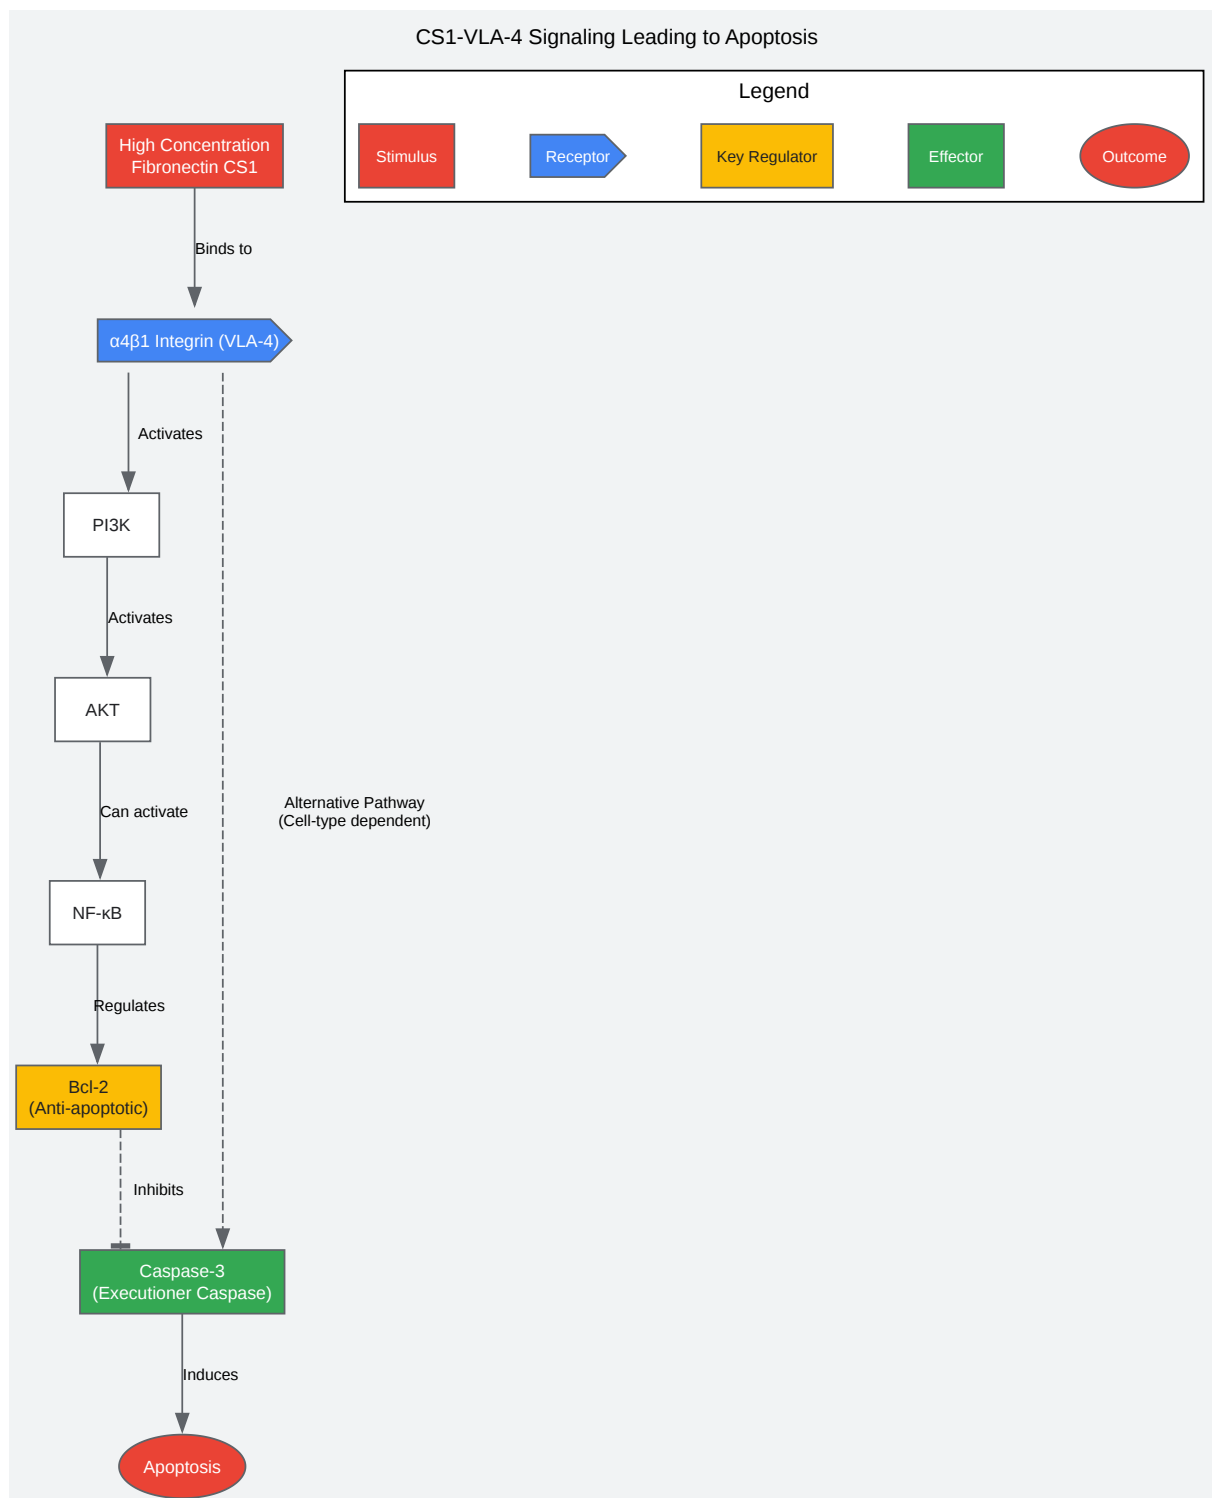 CS1-VLA-4 Signaling Leading to Apoptosis
Legend
Stimulus
Receptor
Key Regulator
Effector
Outcome
High Concentration
Fibronectin CS1
Binds to
α4β1 Integrin (VLA-4)
Activates
PI3K
Activates
AKT
Can activate
Alternative Pathway
(Cell-type dependent)
NF-κB
Regulates
Bcl-2
(Anti-apoptotic)
Inhibits
Caspase-3
(Executioner Caspase)
Induces
Apoptosis